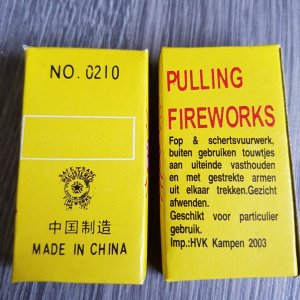 NO. 0210
中国制造
MADE IN CHINA
PULLING
FIREWORKS
Fop & schertsvuurwerk,
buiten gebruiken touwtjes
aan uiteinde vasthouden
en met gestrekte armen
uit elkaar trekken.Gezicht
afwenden.
Geschikt voor particulier
gebruik.
Imp.:HVK Kampen 2003